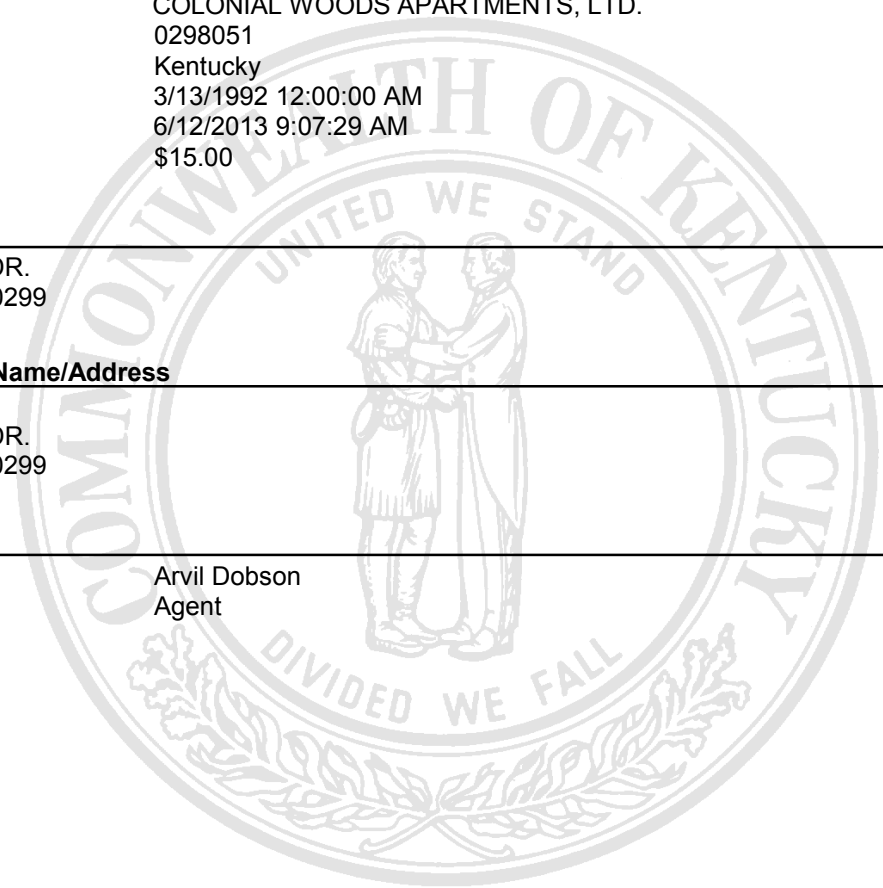 COLONIAL WOODS APARTMENTS, LTD.
0298051
Kentucky
3/13/1992 12:00:00 AM
6/12/2013 9:07:29 AM
$15.00
COMMONWEALTH OF KENTUCKY
UNITED WE STAND
DR.
0299
Name/Address
DR.
0299
Arvil Dobson
Agent
DIVIDED WE FALL